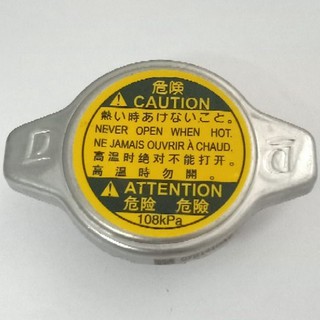 危険
⚠ CAUTION
熱い時あけないこと。
NEVER OPEN WHEN HOT.
NE JAMAIS OUVRIR À CHAUD.
高温时绝对不能打开。
高温時勿開。
⚠ ATTENTION
危险 危險
108kPa